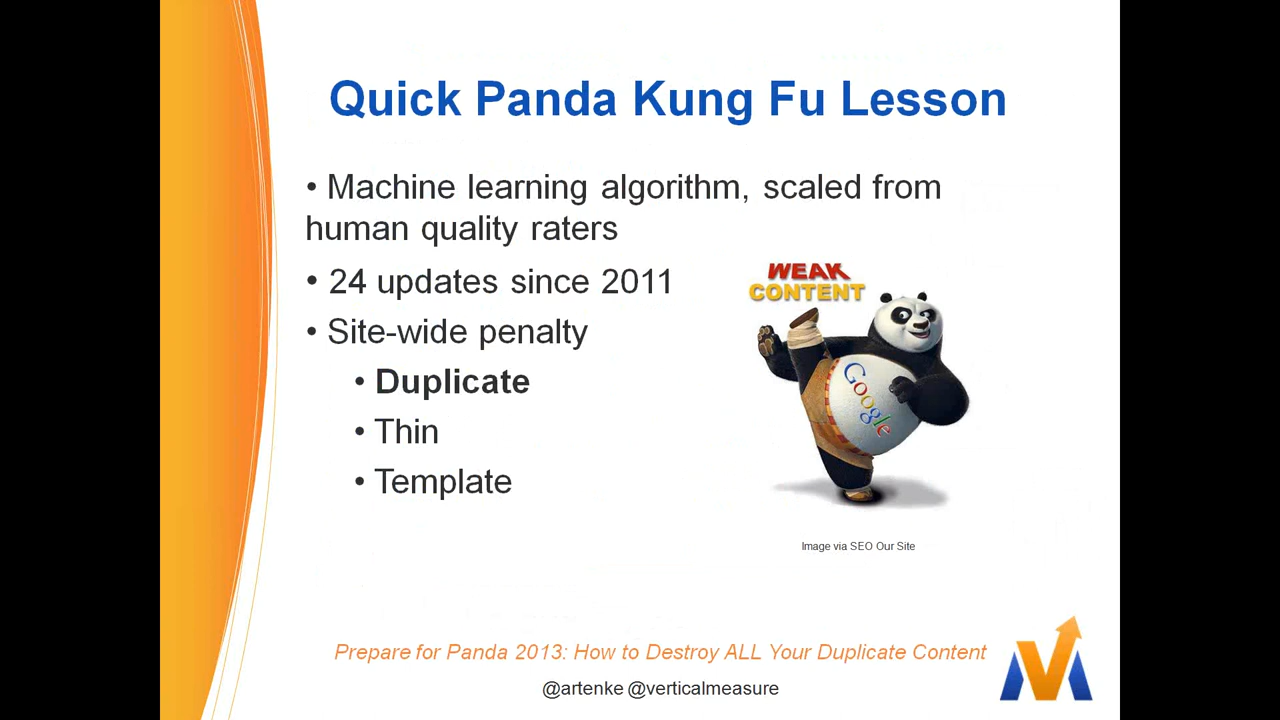 Quick Panda Kung Fu Lesson
• Machine learning algorithm, scaled from
human quality raters
• 24 updates since 2011
• Site-wide penalty
• Duplicate
• Thin
• Template
WEAK
CONTENT
Google
Image via SEO Our Site
Prepare for Panda 2013: How to Destroy ALL Your Duplicate Content
@artenke @verticalmeasure